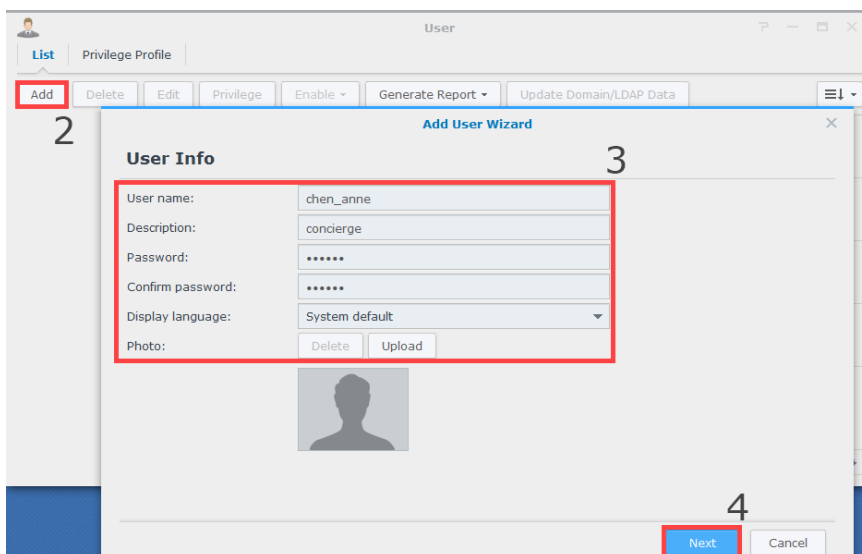 User
List Privilege Profile
Add Delete Edit Privilege Enable Generate Report Update Domain/LDAP Data
2
Add User Wizard
User Info
3
User name: chen_anne
Description: concierge
Password: ••••••
Confirm password: ••••••
Display language: System default
Photo: Delete Upload
4
Next Cancel